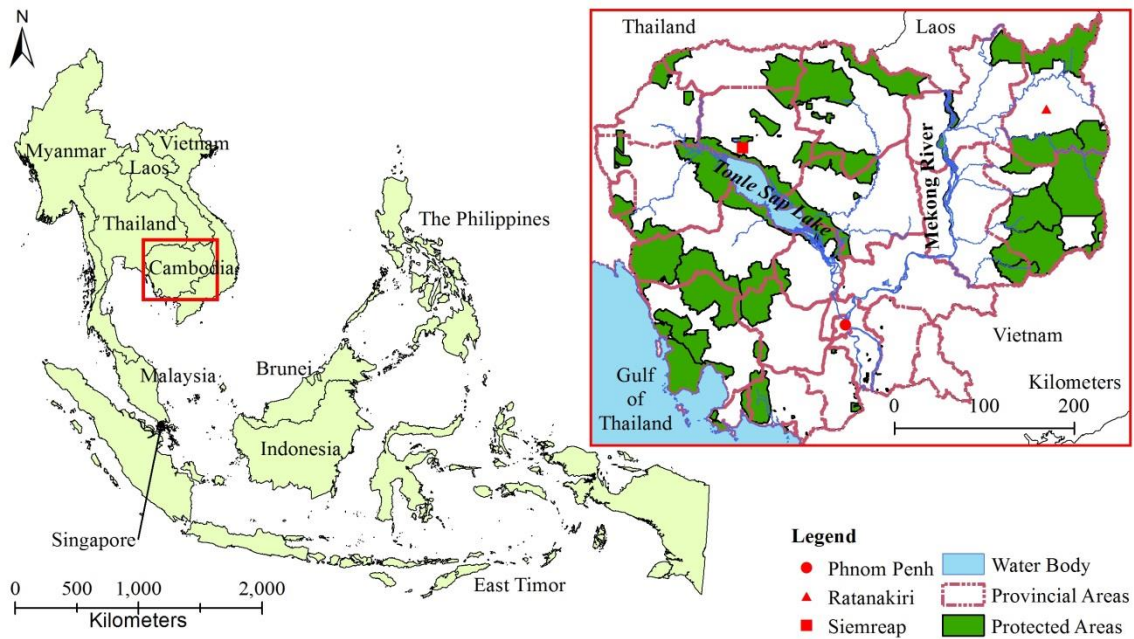 N
Myanmar
Vietnam
Laos
Thailand
Cambodia
The Philippines
Brunei
Malaysia
Indonesia
Singapore
East Timor
0 500 1,000 2,000
Kilometers
Thailand
Laos
Tonle Sap Lake
Mekong River
Vietnam
Gulf
of
Thailand
Kilometers
0 100 200
Legend
Phnom Penh
Ratanakiri
Siemreap
Water Body
Provincial Areas
Protected Areas